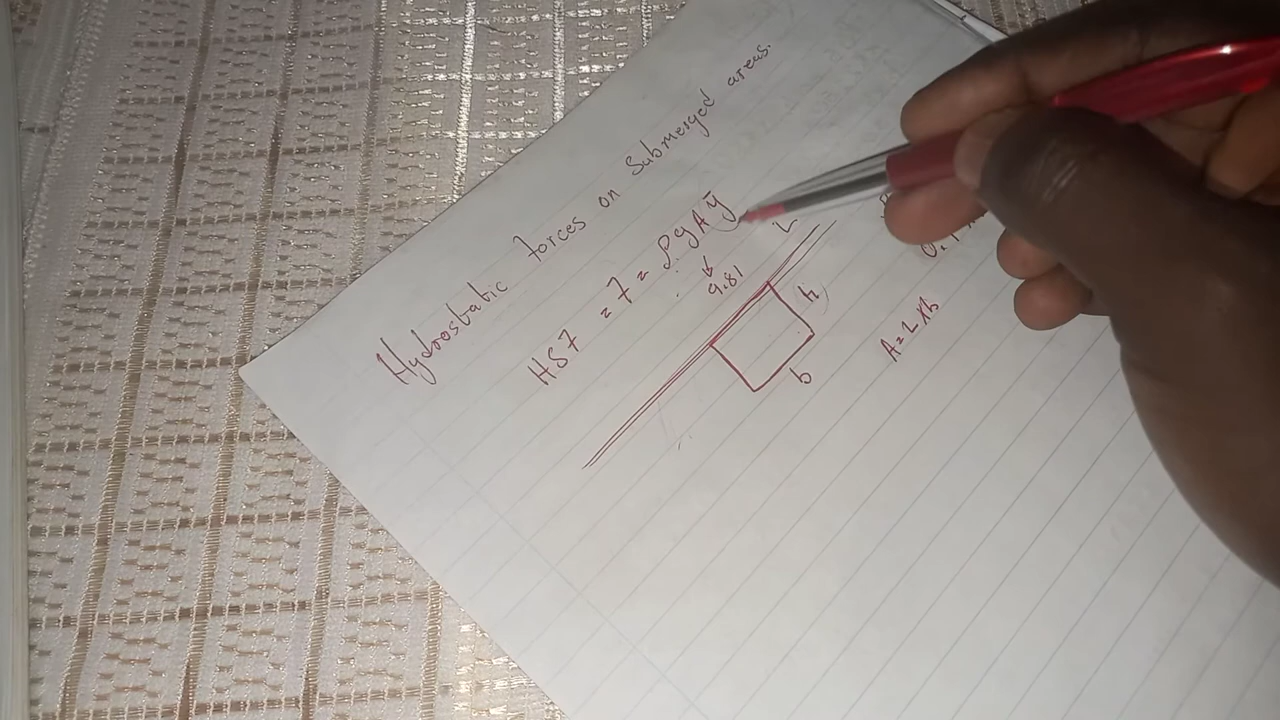 Hydrostatic forces on Submerged areas.
HSF = F = ρgAȳ
9.81
L
h
b
A = L x b